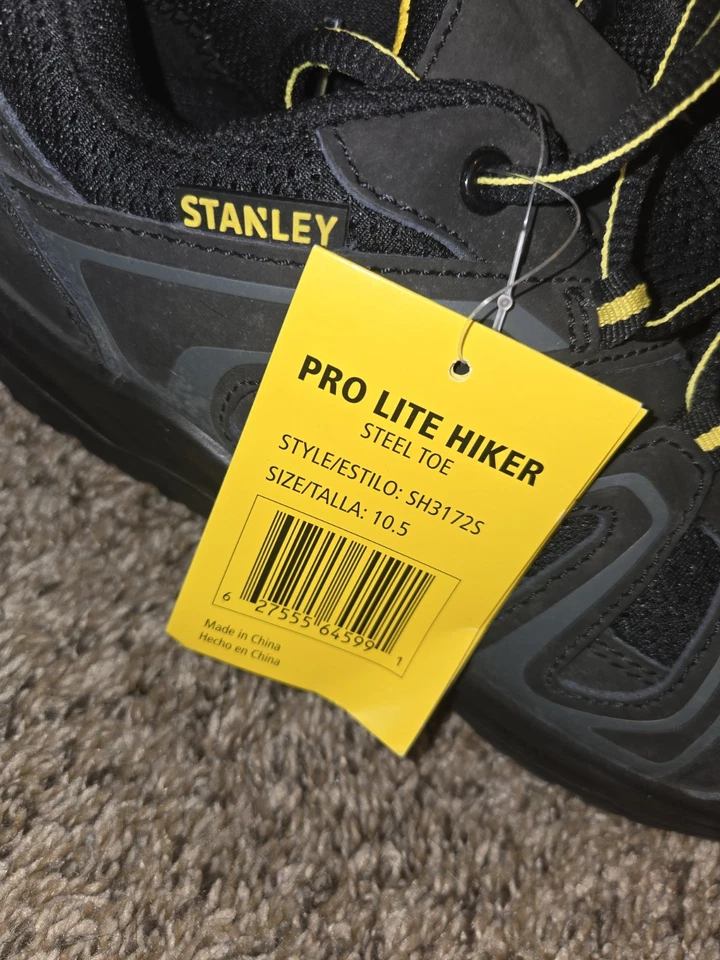 STANLEY
PRO LITE HIKER
STEEL TOE
STYLE/ESTILO: SH3172S
SIZE/TALLA: 10.5
6 27555 64599 1
Made in China
Hecho en China